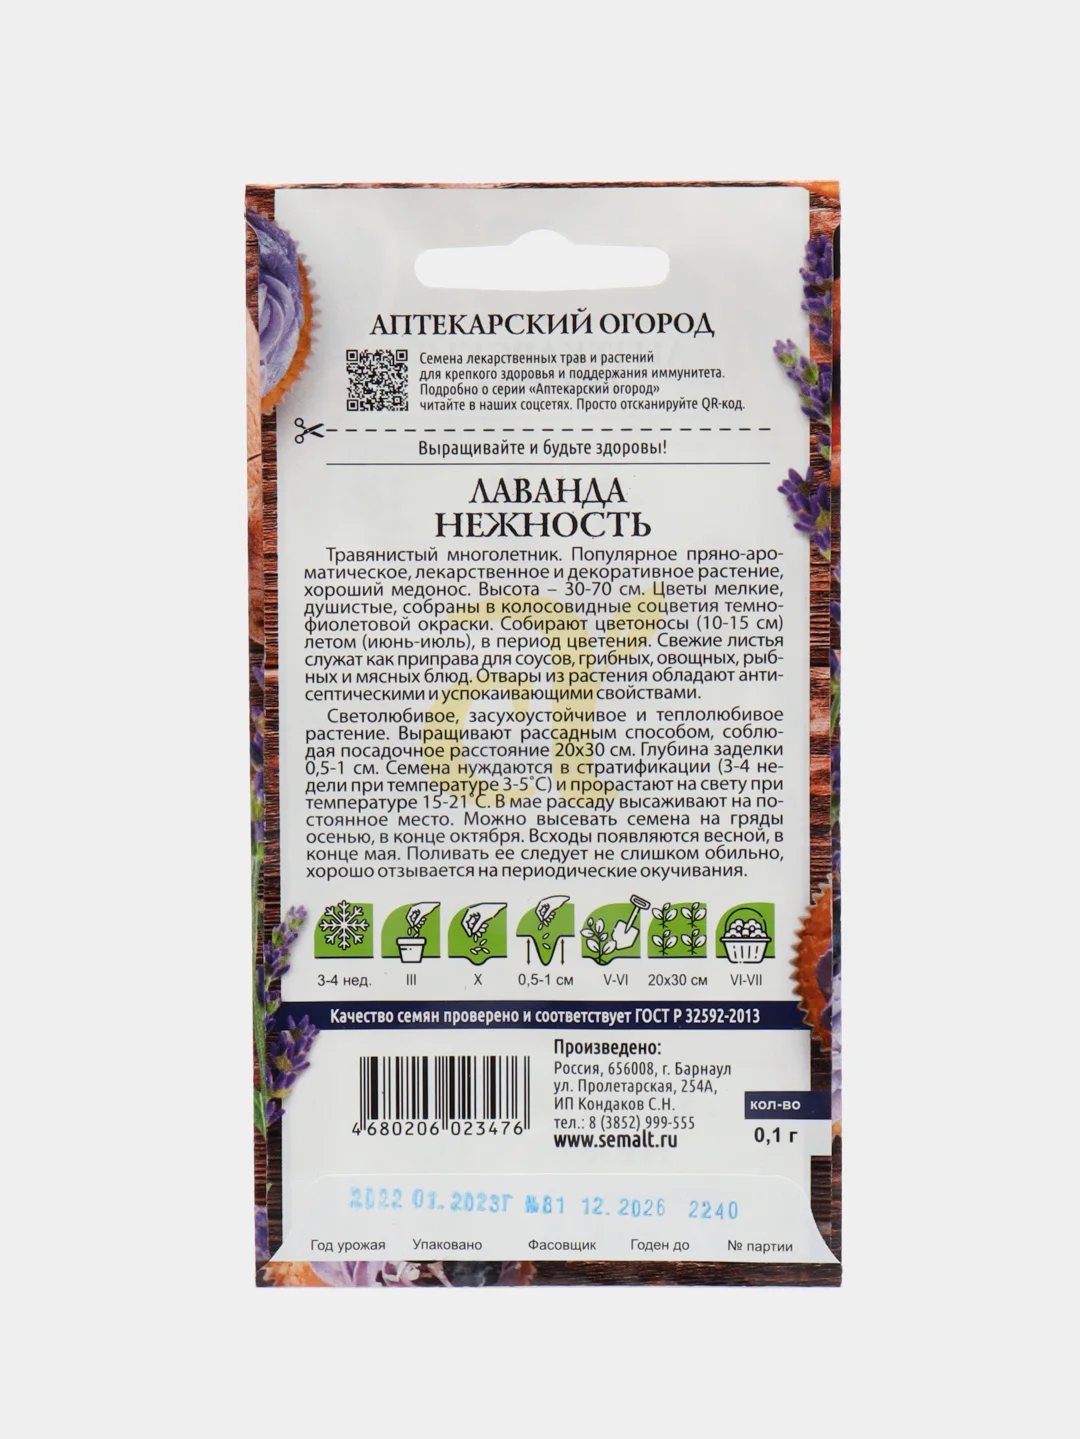 АПТЕКАРСКИЙ ОГОРОД
Семена лекарственных трав и растений
для крепкого здоровья и поддержания иммунитета.
Подробно о серии «Аптекарский огород»
читайте в наших соцсетях. Просто отсканируйте QR-код.
Выращивайте и будьте здоровы!
ЛАВАНДА
НЕЖНОСТЬ
Травянистый многолетник. Популярное пряно-аро-
матическое, лекарственное и декоративное растение,
хороший медонос. Высота – 30-70 см. Цветы мелкие,
душистые, собраны в колосовидные соцветия темно-
фиолетовой окраски. Собирают цветоносы (10-15 см)
летом (июнь-июль), в период цветения. Свежие листья
служат как приправа для соусов, грибных, овощных, рыб-
ных и мясных блюд. Отвары из растения обладают анти-
септическими и успокаивающими свойствами.
Светолюбивое, засухоустойчивое и теплолюбивое
растение. Выращивают рассадным способом, соблю-
дая посадочное расстояние 20х30 см. Глубина заделки
0,5-1 см. Семена нуждаются в стратификации (3-4 не-
дели при температуре 3-5˚С) и прорастают на свету при
температуре 15-21˚С. В мае рассаду высаживают на по-
стоянное место. Можно высевать семена на гряды
осенью, в конце октября. Всходы появляются весной, в
конце мая. Поливать ее следует не слишком обильно,
хорошо отзывается на периодические окучивания.
3-4 нед. III X 0,5-1 см V-VI 20х30 см VI-VII
Качество семян проверено и соответствует ГОСТ Р 32592-2013
Произведено:
Россия, 656008, г. Барнаул
ул. Пролетарская, 254А,
ИП Кондаков С.Н.
тел.: 8 (3852) 999-555
www.semalt.ru
кол-во
0,1 г
4 680206 023476
2022 01.2023Г №81 12.2026 2240
Год урожая Упаковано Фасовщик Годен до № партии